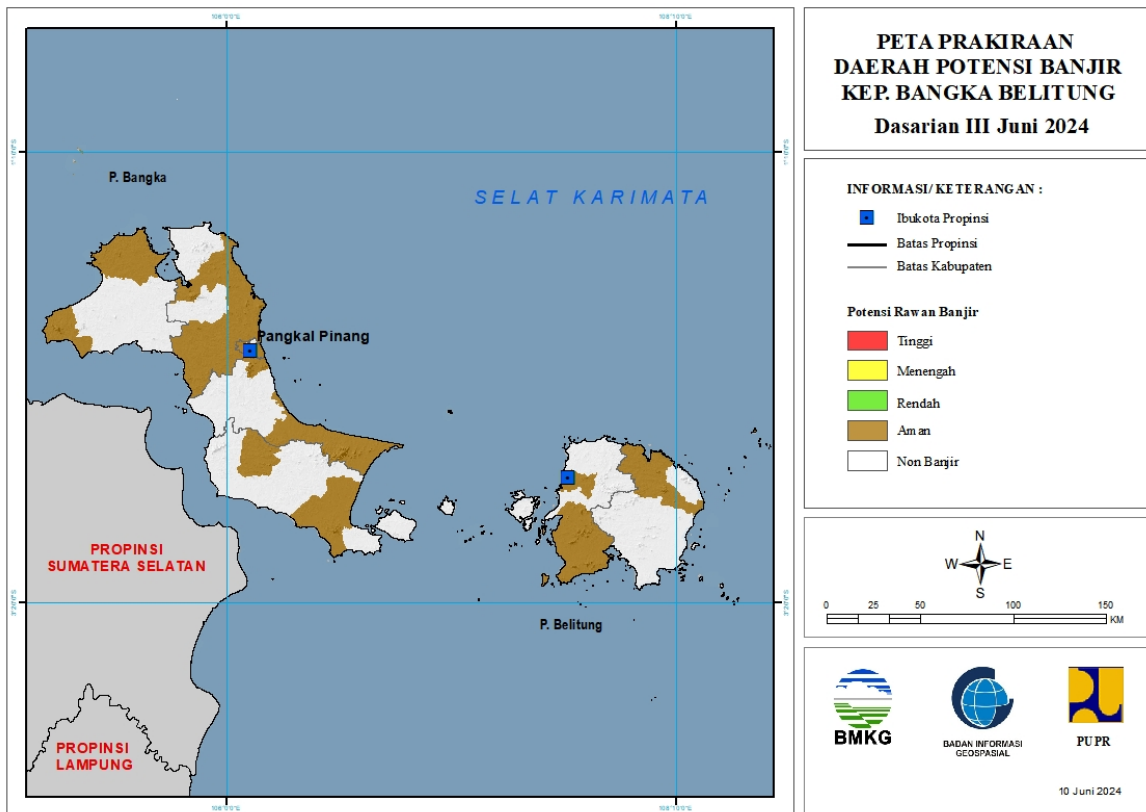 PETA PRAKIRAAN
DAERAH POTENSI BANJIR
KEP. BANGKA BELITUNG
Dasarian III Juni 2024
INFORMASI/ KETERANGAN :
Ibukota Propinsi
Batas Propinsi
Batas Kabupaten
Potensi Rawan Banjir
Tinggi
Menengah
Rendah
Aman
Non Banjir
N
W E
S
0 25 50 100 150
KM
BMKG
BADAN INFORMASI
GEOSPASIAL
PUPR
10 Juni 2024
P. Bangka
SELAT KARIMATA
Pangkal Pinang
PROPINSI
SUMATERA SELATAN
P. Belitung
PROPINSI
LAMPUNG